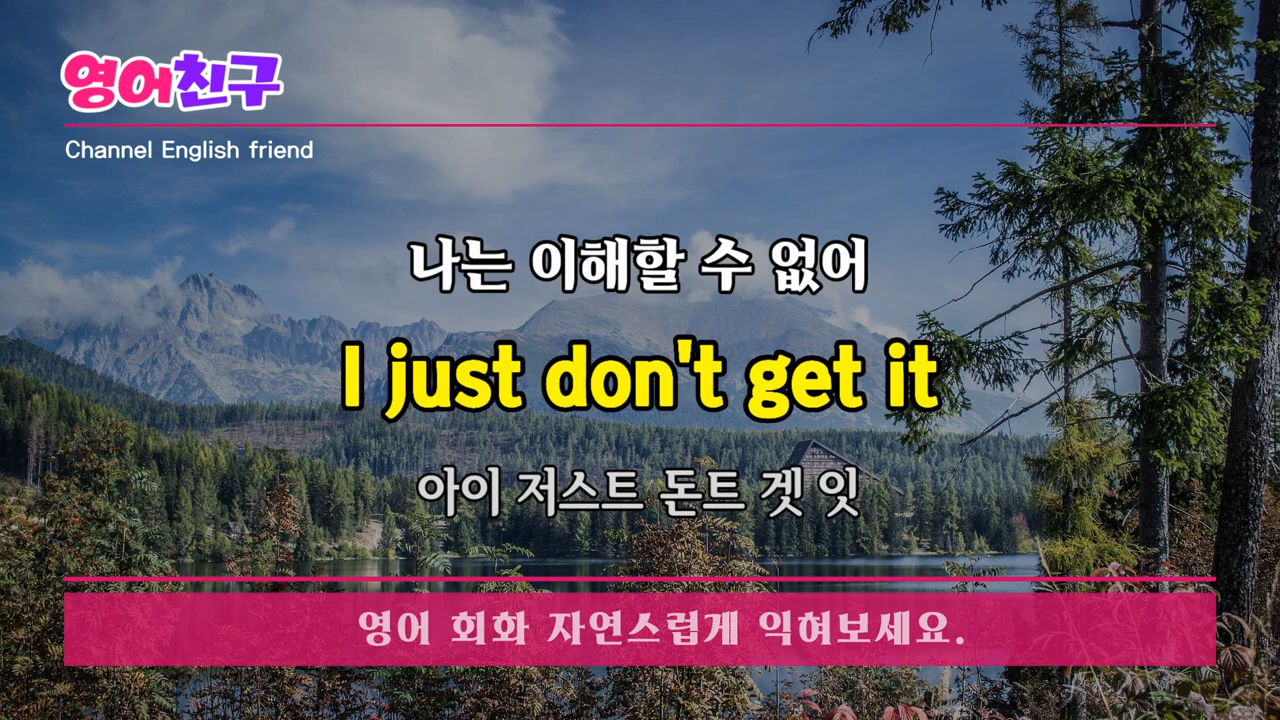 영어친구
Channel English friend
나는 이해할 수 없어
I just don't get it
아이 저스트 돈트 겟 잇
영어 회화 자연스럽게 익혀보세요.